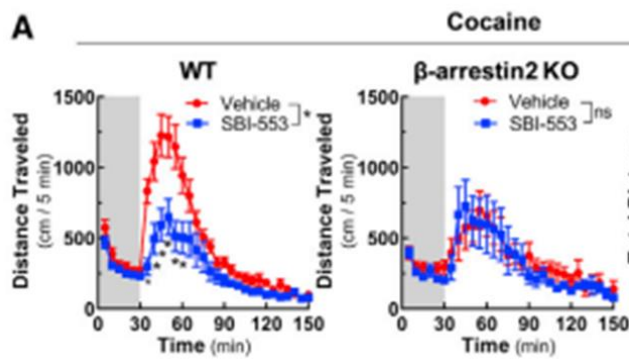 A
Cocaine
WT
β-arrestin2 KO
Vehicle
SBI-553
*
Vehicle
SBI-553
ns
Distance Traveled
(cm / 5 min)
1500
1000
500
0
* * * * *
0 30 60 90 120 150
Time (min)
Distance Traveled
(cm / 5 min)
1500
1000
500
0
0 30 60 90 120 150
Time (min)